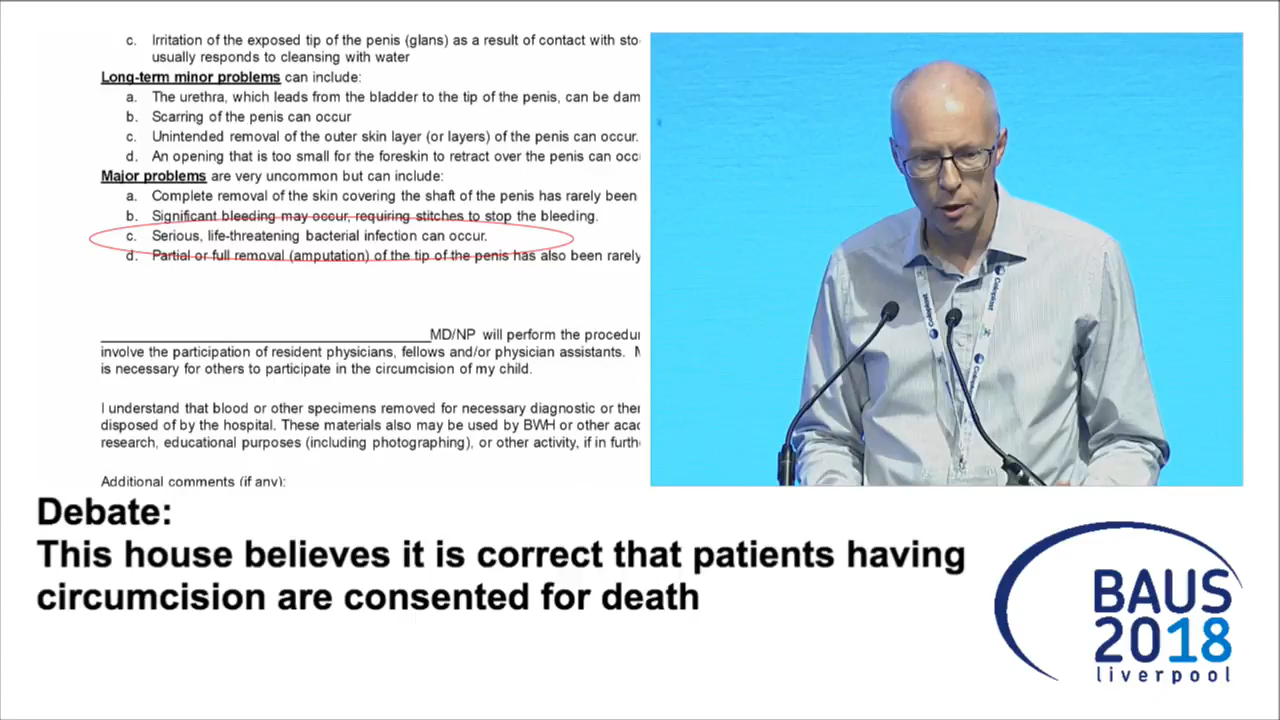 c. Irritation of the exposed tip of the penis (glans) as a result of contact with sto
usually responds to cleansing with water
Long-term minor problems can include:
a. The urethra, which leads from the bladder to the tip of the penis, can be dam
b. Scarring of the penis can occur
c. Unintended removal of the outer skin layer (or layers) of the penis can occur.
d. An opening that is too small for the foreskin to retract over the penis can occ
Major problems are very uncommon but can include:
a. Complete removal of the skin covering the shaft of the penis has rarely been
b. Significant bleeding may occur, requiring stitches to stop the bleeding.
c. Serious, life-threatening bacterial infection can occur.
d. Partial or full removal (amputation) of the tip of the penis has also been rarely
MD/NP will perform the procedu
involve the participation of resident physicians, fellows and/or physician assistants. M
is necessary for others to participate in the circumcision of my child.
I understand that blood or other specimens removed for necessary diagnostic or ther
disposed of by the hospital. These materials also may be used by BWH or other acad
research, educational purposes (including photographing), or other activity, if in furth
Additional comments (if any):
Coloplast
Coloplast
Coloplast
Debate:
This house believes it is correct that patients having
circumcision are consented for death
BAUS
2018
liverpool